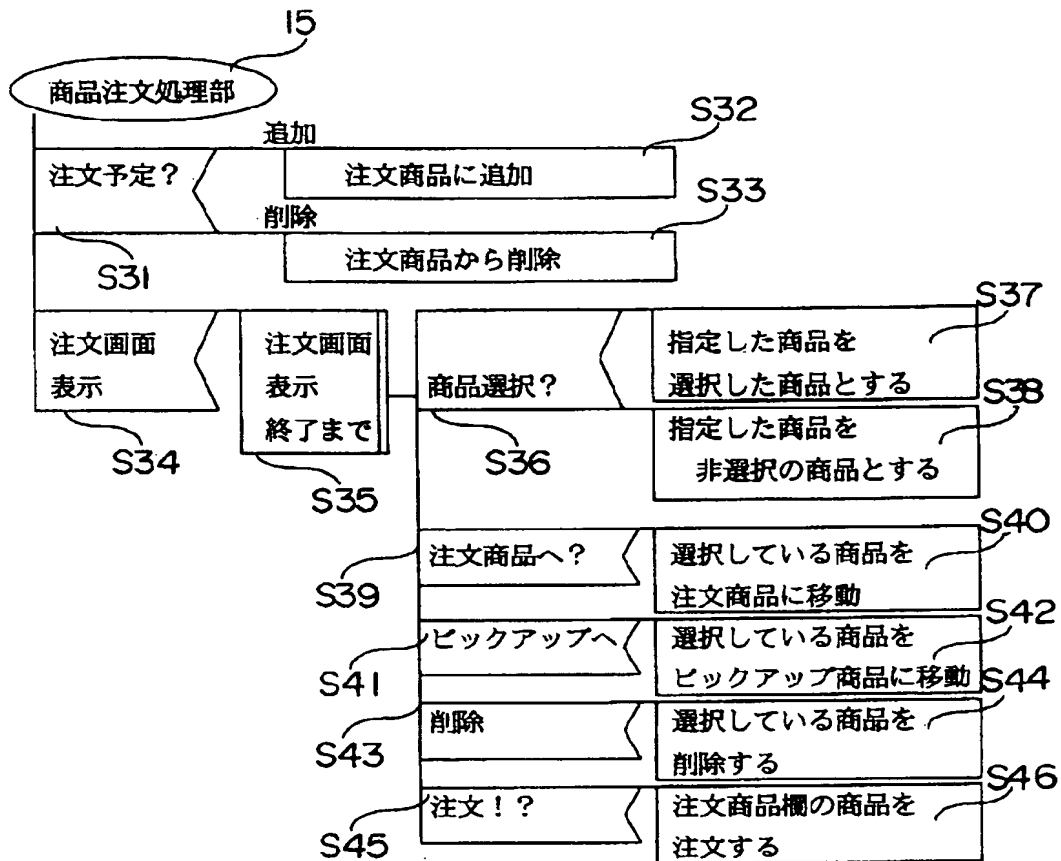 15
商品注文処理部
追加
S32
注文予定?
注文商品に追加
S33
削除
S31
注文商品から削除
S37
注文画面
表示
注文画面
表示
終了まで
商品選択?
指定した商品を
選択した商品とする
S38
S34
S35
S36
指定した商品を
非選択の商品とする
S40
注文商品へ?
選択している商品を
注文商品に移動
S39
S42
ピックアップへ
選択している商品を
ピックアップ商品に移動
S41
S44
削除
選択している商品を
削除する
S43
S46
注文!?
注文商品欄の商品を
注文する
S45